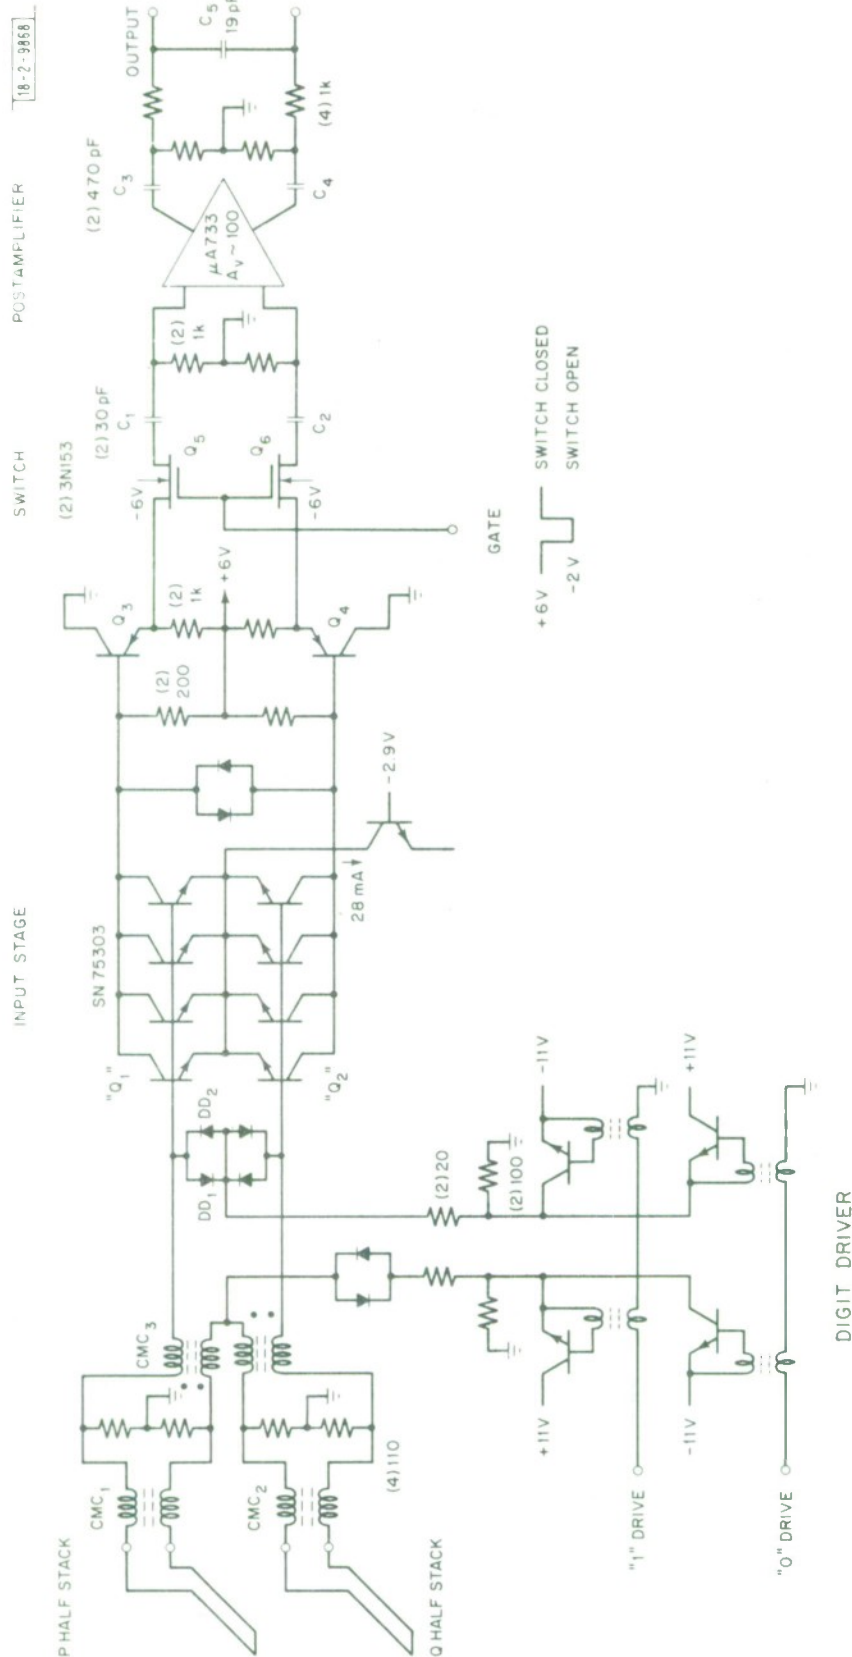 18-2-9868
INPUT STAGE
SWITCH
POSTAMPLIFIER
P HALF STACK
CMC1
CMC3
DD1
DD2
"Q1"
SN 75303
(2)
200
Q3
(2)
1k
+6V
(2) 3N153
-6V
Q5
(2) 30 pF
C1
(2)
1k
μA733
Av ~ 100
(2) 470 pF
C3
OUTPUT
C5
19 pF
Q HALF STACK
CMC2
(4) 110
"Q2"
28 mA
-2.9V
Q4
-6V
Q6
C2
C4
(4) 1k
GATE
+6V
-2V
SWITCH CLOSED
SWITCH OPEN
(2) 20
(2) 100
+11V
-11V
-11V
+11V
"1" DRIVE
"0" DRIVE
DIGIT DRIVER